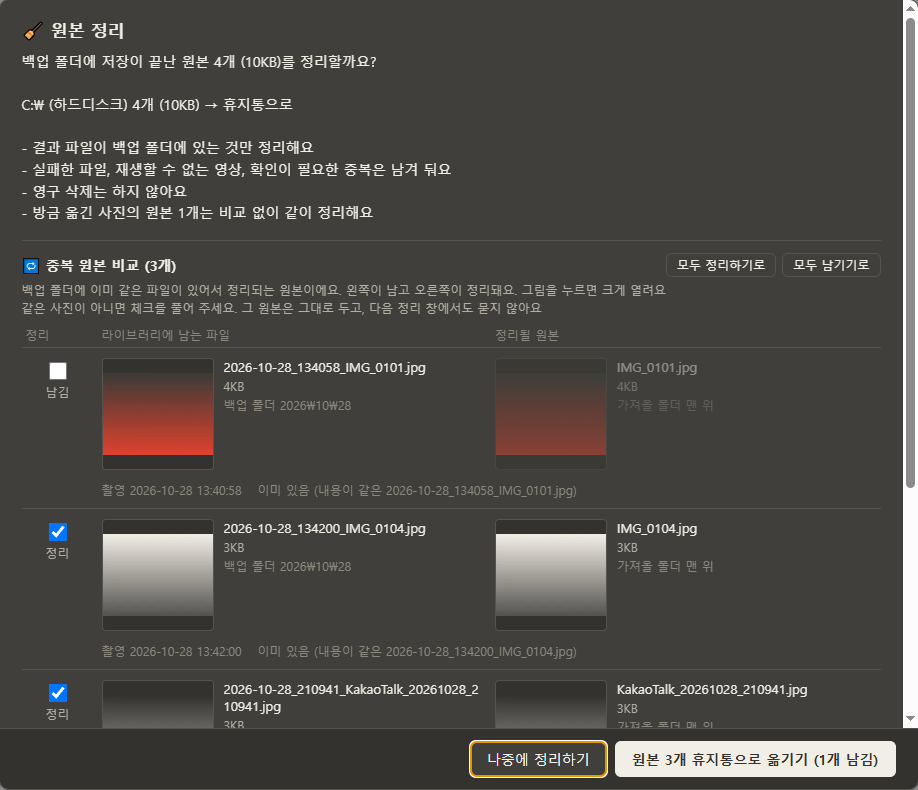 원본 정리
백업 폴더에 저장이 끝난 원본 4개 (10KB)를 정리할까요?
C:₩ (하드디스크) 4개 (10KB) → 휴지통으로
- 결과 파일이 백업 폴더에 있는 것만 정리해요
- 실패한 파일, 재생할 수 없는 영상, 확인이 필요한 중복은 남겨 둬요
- 영구 삭제는 하지 않아요
- 방금 옮긴 사진의 원본 1개는 비교 없이 같이 정리해요
중복 원본 비교 (3개)
모두 정리하기로
모두 남기기로
백업 폴더에 이미 같은 파일이 있어서 정리되는 원본이에요. 왼쪽이 남고 오른쪽이 정리돼요. 그림을 누르면 크게 열려요
같은 사진이 아니면 체크를 풀어 주세요. 그 원본은 그대로 두고, 다음 정리 창에서도 묻지 않아요
정리 라이브러리에 남는 파일 정리될 원본
남김
2026-10-28_134058_IMG_0101.jpg
4KB
백업 폴더 2026₩10₩28
IMG_0101.jpg
4KB
가져올 폴더 맨 위
촬영 2026-10-28 13:40:58 이미 있음 (내용이 같은 2026-10-28_134058_IMG_0101.jpg)
정리
2026-10-28_134200_IMG_0104.jpg
3KB
백업 폴더 2026₩10₩28
IMG_0104.jpg
3KB
가져올 폴더 맨 위
촬영 2026-10-28 13:42:00 이미 있음 (내용이 같은 2026-10-28_134200_IMG_0104.jpg)
정리
2026-10-28_210941_KakaoTalk_20261028_2
10941.jpg
3KB
KakaoTalk_20261028_210941.jpg
3KB
가져올 폴더 맨 위
나중에 정리하기
원본 3개 휴지통으로 옮기기 (1개 남김)